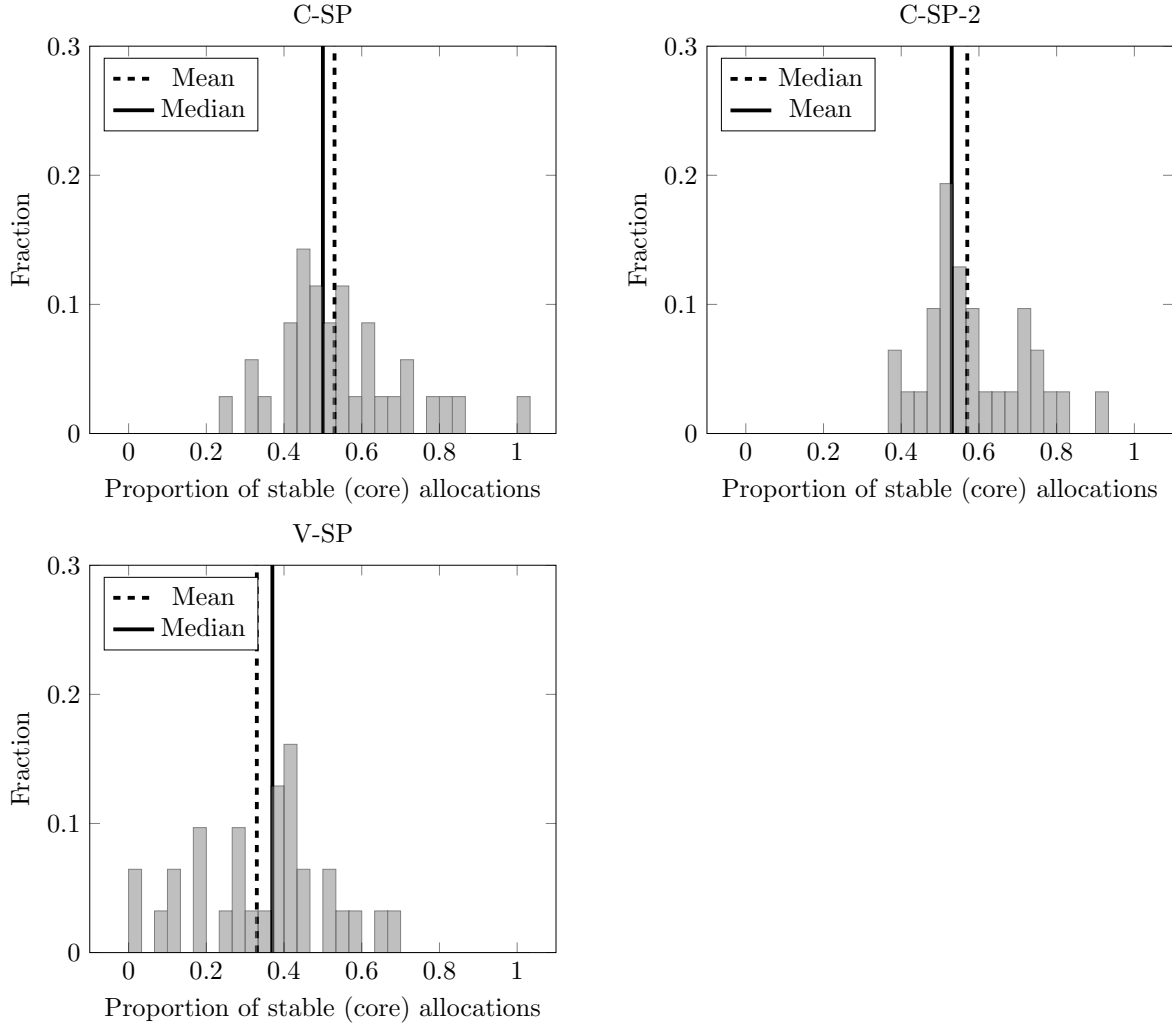 C-SP
0.3
0.2
0.1
0
Fraction
Mean
Median
0 0.2 0.4 0.6 0.8 1
Proportion of stable (core) allocations
C-SP-2
0.3
0.2
0.1
0
Fraction
Median
Mean
0 0.2 0.4 0.6 0.8 1
Proportion of stable (core) allocations
V-SP
0.3
0.2
0.1
0
Fraction
Mean
Median
0 0.2 0.4 0.6 0.8 1
Proportion of stable (core) allocations